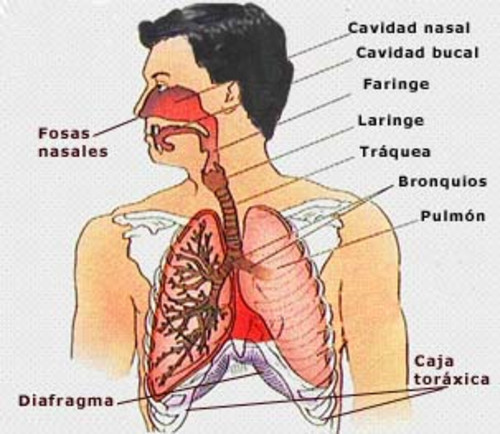 Cavidad nasal
Cavidad bucal
Faringe
Fosas
nasales
Laringe
Tráquea
Bronquios
Pulmón
Caja
toráxica
Diafragma